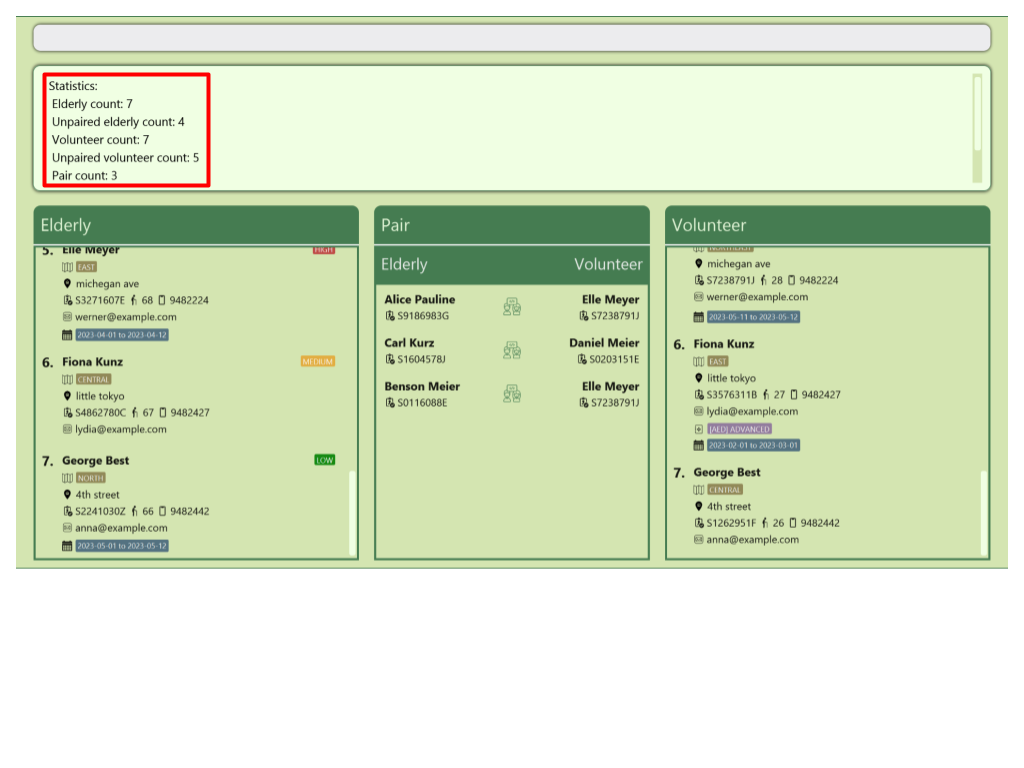 Statistics:
Elderly count: 7
Unpaired elderly count: 4
Volunteer count: 7
Unpaired volunteer count: 5
Pair count: 3
Elderly
5. Elle Meyer HIGH
EAST
michegan ave
S3271607E 68 9482224
werner@example.com
2023-04-01 to 2023-04-12
6. Fiona Kunz MEDIUM
CENTRAL
little tokyo
S4862780C 67 9482427
lydia@example.com
7. George Best LOW
NORTH
4th street
S2241030Z 66 9482442
anna@example.com
2023-05-01 to 2023-05-12
Pair
Elderly Volunteer
Alice Pauline Elle Meyer
S9186983G S7238791J
Carl Kurz Daniel Meier
S1604578J S0203151E
Benson Meier Elle Meyer
S0116088E S7238791J
Volunteer
NORTHEAST
michegan ave
S7238791J 28 9482224
werner@example.com
2023-05-11 to 2023-05-12
6. Fiona Kunz
EAST
little tokyo
S3576311B 27 9482427
lydia@example.com
[AED] ADVANCED
2023-02-01 to 2023-03-01
7. George Best
CENTRAL
4th street
S1262951F 26 9482442
anna@example.com